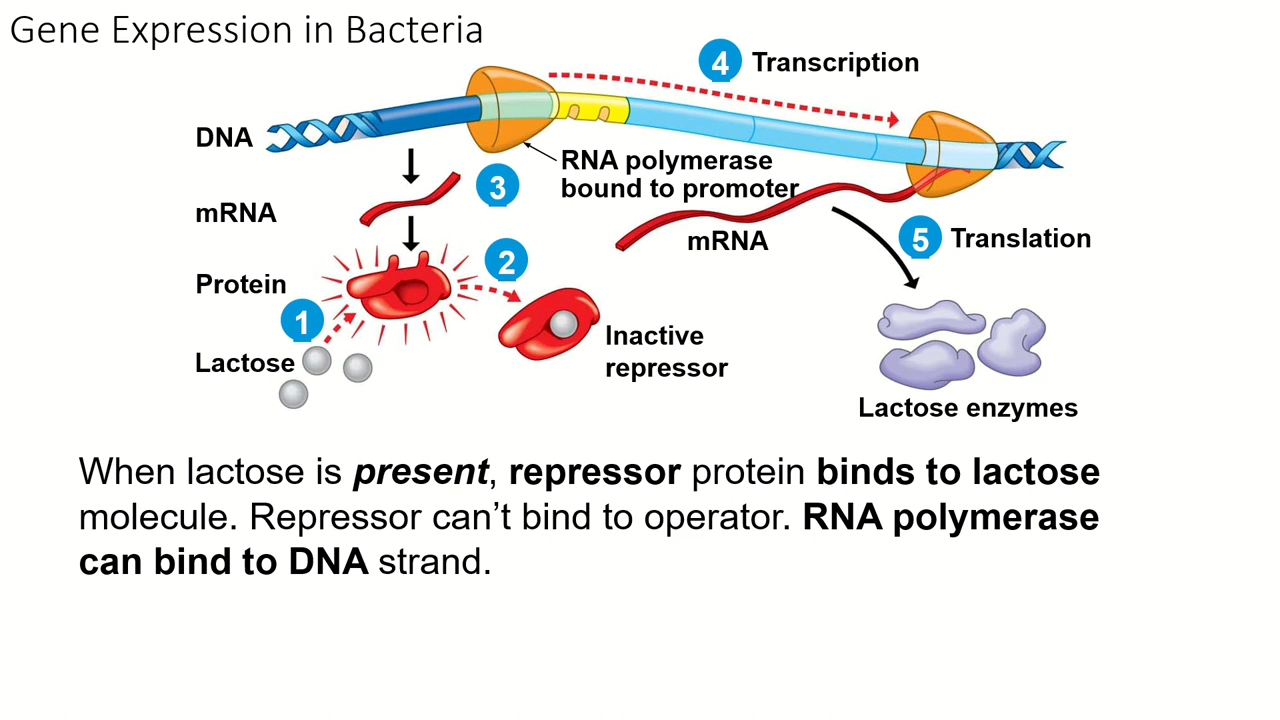 Gene Expression in Bacteria
4 Transcription
DNA
RNA polymerase
bound to promoter
3
mRNA
mRNA
5 Translation
2
Protein
1
Inactive
repressor
Lactose
Lactose enzymes
When lactose is present, repressor protein binds to lactose
molecule. Repressor can’t bind to operator. RNA polymerase
can bind to DNA strand.